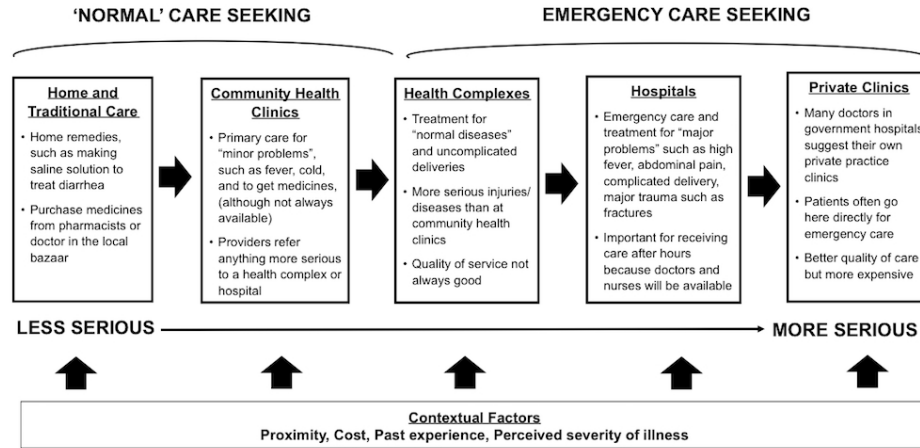 ‘NORMAL’ CARE SEEKING
EMERGENCY CARE SEEKING
Home and
Traditional Care
• Home remedies,
such as making
saline solution to
treat diarrhea
• Purchase medicines
from pharmacists or
doctor in the local
bazaar
Community Health
Clinics
• Primary care for
“minor problems”,
such as fever, cold,
and to get medicines,
(although not always
available)
• Providers refer
anything more serious
to a health complex or
hospital
Health Complexes
• Treatment for
“normal diseases”
and uncomplicated
deliveries
• More serious injuries/
diseases than at
community health
clinics
• Quality of service not
always good
Hospitals
• Emergency care and
treatment for “major
problems” such as high
fever, abdominal pain,
complicated delivery,
major trauma such as
fractures
• Important for receiving
care after hours
because doctors and
nurses will be available
Private Clinics
• Many doctors in
government hospitals
suggest their own
private practice
clinics
• Patients often go
here directly for
emergency care
• Better quality of care
but more expensive
LESS SERIOUS
MORE SERIOUS
Contextual Factors
Proximity, Cost, Past experience, Perceived severity of illness